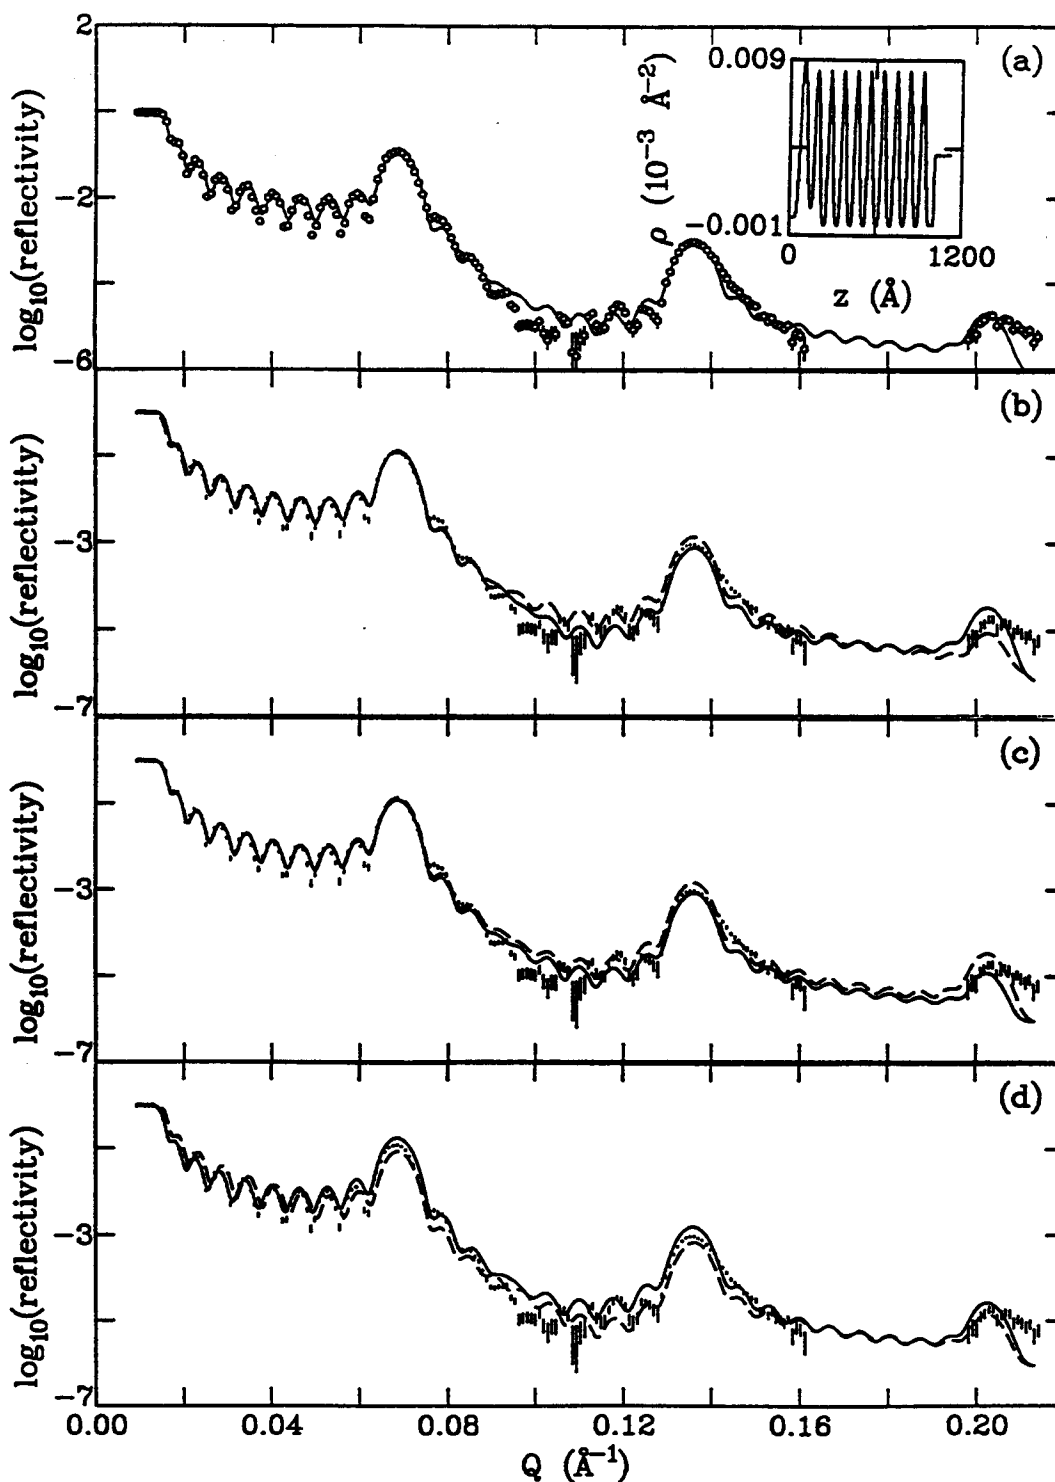 2
(a)
log10(reflectivity)
-2
-6
ρ (10⁻³ Å⁻²)
0.009
-0.001
0
1200
z (Å)
(b)
log10(reflectivity)
-3
-7
(c)
log10(reflectivity)
-3
-7
(d)
log10(reflectivity)
-3
-7
0.00
0.04
0.08
0.12
0.16
0.20
Q (Å⁻¹)